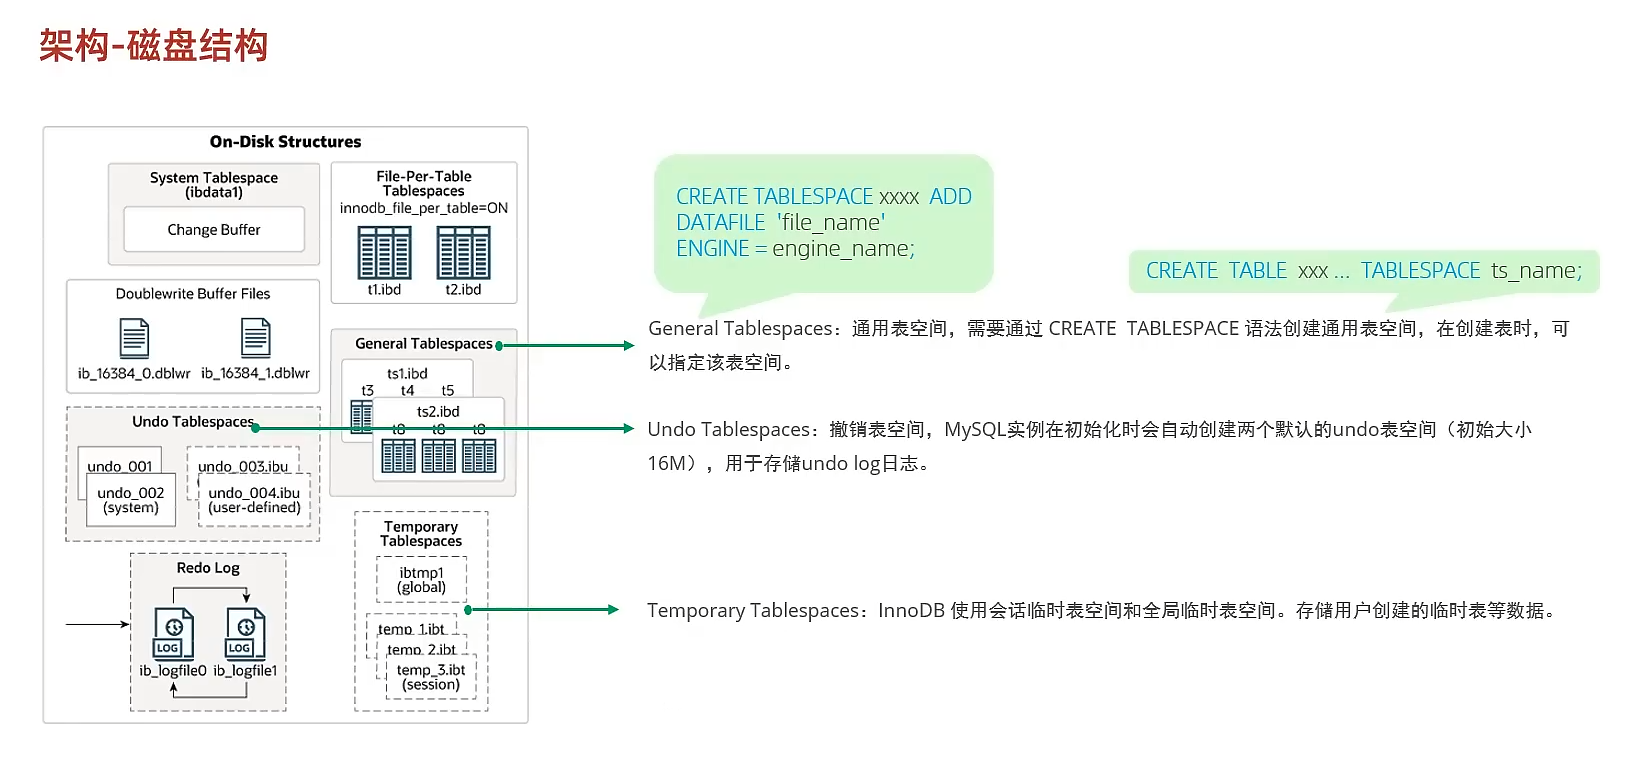 架构-磁盘结构
On-Disk Structures
System Tablespace
(ibdata1)
Change Buffer
File-Per-Table
Tablespaces
innodb_file_per_table=ON
t1.ibd
t2.ibd
Doublewrite Buffer Files
ib_16384_0.dblwr
ib_16384_1.dblwr
General Tablespaces
ts1.ibd
t3 t4 t5
ts2.ibd
t8 t8 t8
Undo Tablespaces
undo_001
undo_002
(system)
undo_003.ibu
undo_004.ibu
(user-defined)
Temporary
Tablespaces
ibtmp1
(global)
temp_1.ibt
temp_2.ibt
temp_3.ibt
(session)
Redo Log
LOG
LOG
ib_logfile0 ib_logfile1
CREATE TABLESPACE xxxx ADD
DATAFILE 'file_name'
ENGINE = engine_name;
CREATE TABLE xxx ... TABLESPACE ts_name;
General Tablespaces：通用表空间，需要通过 CREATE TABLESPACE 语法创建通用表空间，在创建表时，可
以指定该表空间。
Undo Tablespaces：撤销表空间，MySQL实例在初始化时会自动创建两个默认的undo表空间（初始大小
16M），用于存储undo log日志。
Temporary Tablespaces：InnoDB 使用会话临时表空间和全局临时表空间。存储用户创建的临时表等数据。